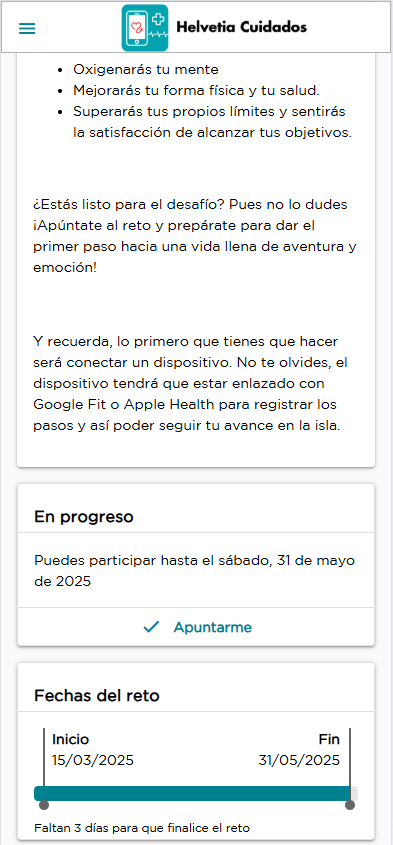 Helvetia Cuidados
• Oxigenarás tu mente
• Mejorarás tu forma física y tu salud.
• Superarás tus propios límites y sentirás
la satisfacción de alcanzar tus objetivos.
¿Estás listo para el desafío? Pues no lo dudes
¡Apúntate al reto y prepárate para dar el
primer paso hacia una vida llena de aventura y
emoción!
Y recuerda, lo primero que tienes que hacer
será conectar un dispositivo. No te olvides, el
dispositivo tendrá que estar enlazado con
Google Fit o Apple Health para registrar los
pasos y así poder seguir tu avance en la isla.
En progreso
Puedes participar hasta el sábado, 31 de mayo
de 2025
Apuntarme
Fechas del reto
Inicio Fin
15/03/2025 31/05/2025
Faltan 3 días para que finalice el reto